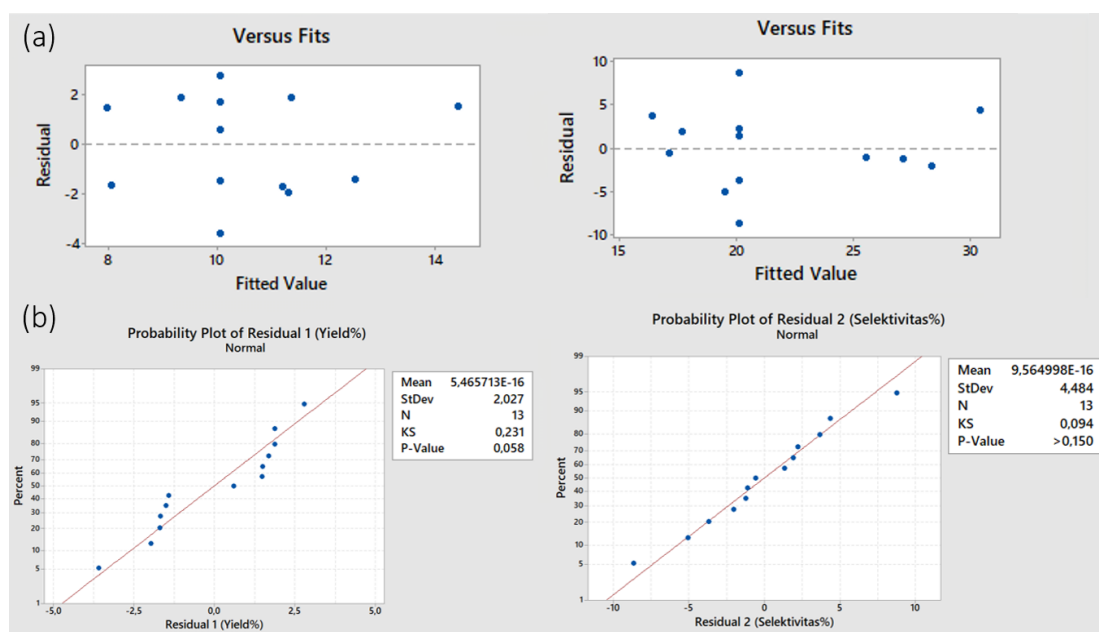 (a)
Versus Fits
Residual
2
0
-2
-4
8
10
12
14
Fitted Value
Versus Fits
Residual
10
5
0
-5
-10
15
20
25
30
Fitted Value
(b)
Probability Plot of Residual 1 (Yield%)
Normal
Percent
99
95
90
80
70
60
50
40
30
20
10
5
1
-5,0
-2,5
0,0
2,5
5,0
Residual 1 (Yield%)
Mean 5,465713E-16
StDev 2,027
N 13
KS 0,231
P-Value 0,058
Probability Plot of Residual 2 (Selektivitas%)
Normal
Percent
99
95
90
80
70
60
50
40
30
20
10
5
1
-10
-5
0
5
10
Residual 2 (Selektivitas%)
Mean 9,564998E-16
StDev 4,484
N 13
KS 0,094
P-Value >0,150